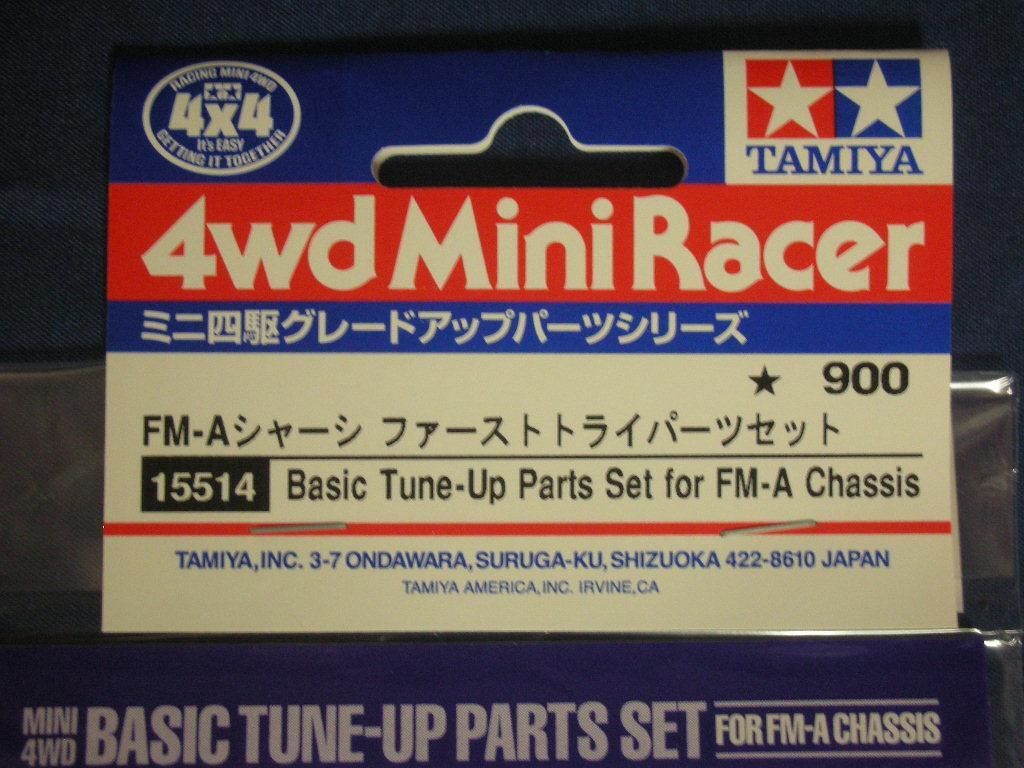 RACING MINI 4WD
4x4
It's EASY
GETTING IT TOGETHER
TAMIYA
4wd Mini Racer
ミニ四駆グレードアップパーツシリーズ
★ 900
FM-Aシャーシ ファーストトライパーツセット
15514 Basic Tune-Up Parts Set for FM-A Chassis
TAMIYA, INC. 3-7 ONDAWARA, SURUGA-KU, SHIZUOKA 422-8610 JAPAN
TAMIYA AMERICA, INC. IRVINE, CA
MINI 4WD BASIC TUNE-UP PARTS SET FOR FM-A CHASSIS